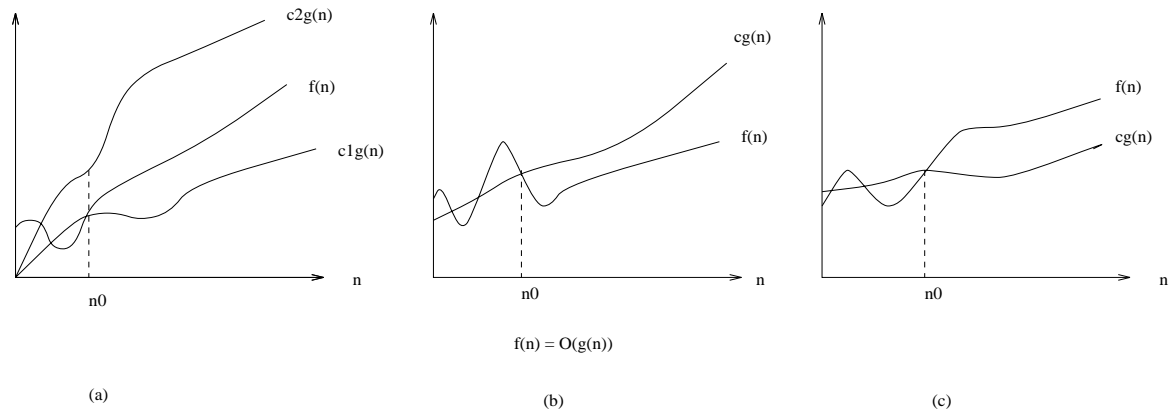 c2g(n)
f(n)
c1g(n)
n
n0
(a)
cg(n)
f(n)
n
n0
f(n) = O(g(n))
(b)
f(n)
cg(n)
n
n0
(c)